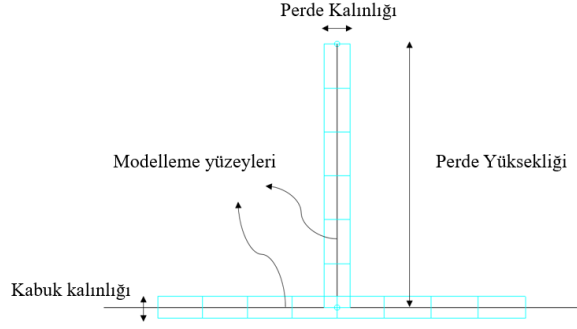 Perde Kalınlığı
Modelleme yüzeyleri
Perde Yüksekliği
Kabuk kalınlığı